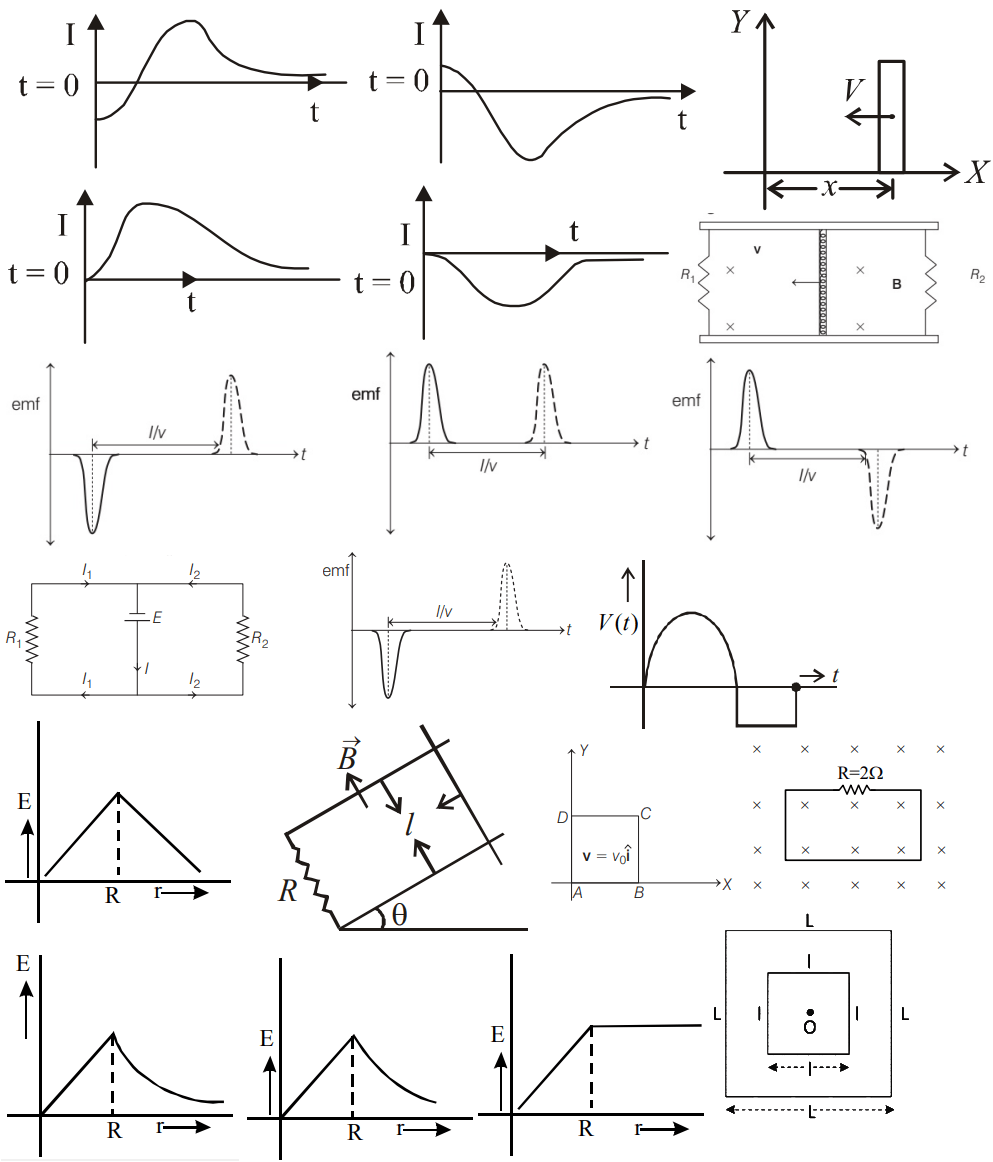 I
t = 0
t
I
t = 0
t
Y
V
x
X
I
t = 0
t
I
t = 0
t
R₁
v
×
×
×
×
B
R₂
emf
l/v
t
emf
l/v
t
emf
l/v
t
I₁
I₂
R₁
E
R₂
I
I₁
I₂
emf
l/v
t
V(t)
t
E
R
r
B⃗
l
R
θ
Y
D
C
v = v₀î
A
B
X
× × × × ×
R=2Ω
× × × × ×
× × × × ×
× × × × ×
E
R
r
E
R
r
E
R
r
L
l
L
l
O
l
L
l
L